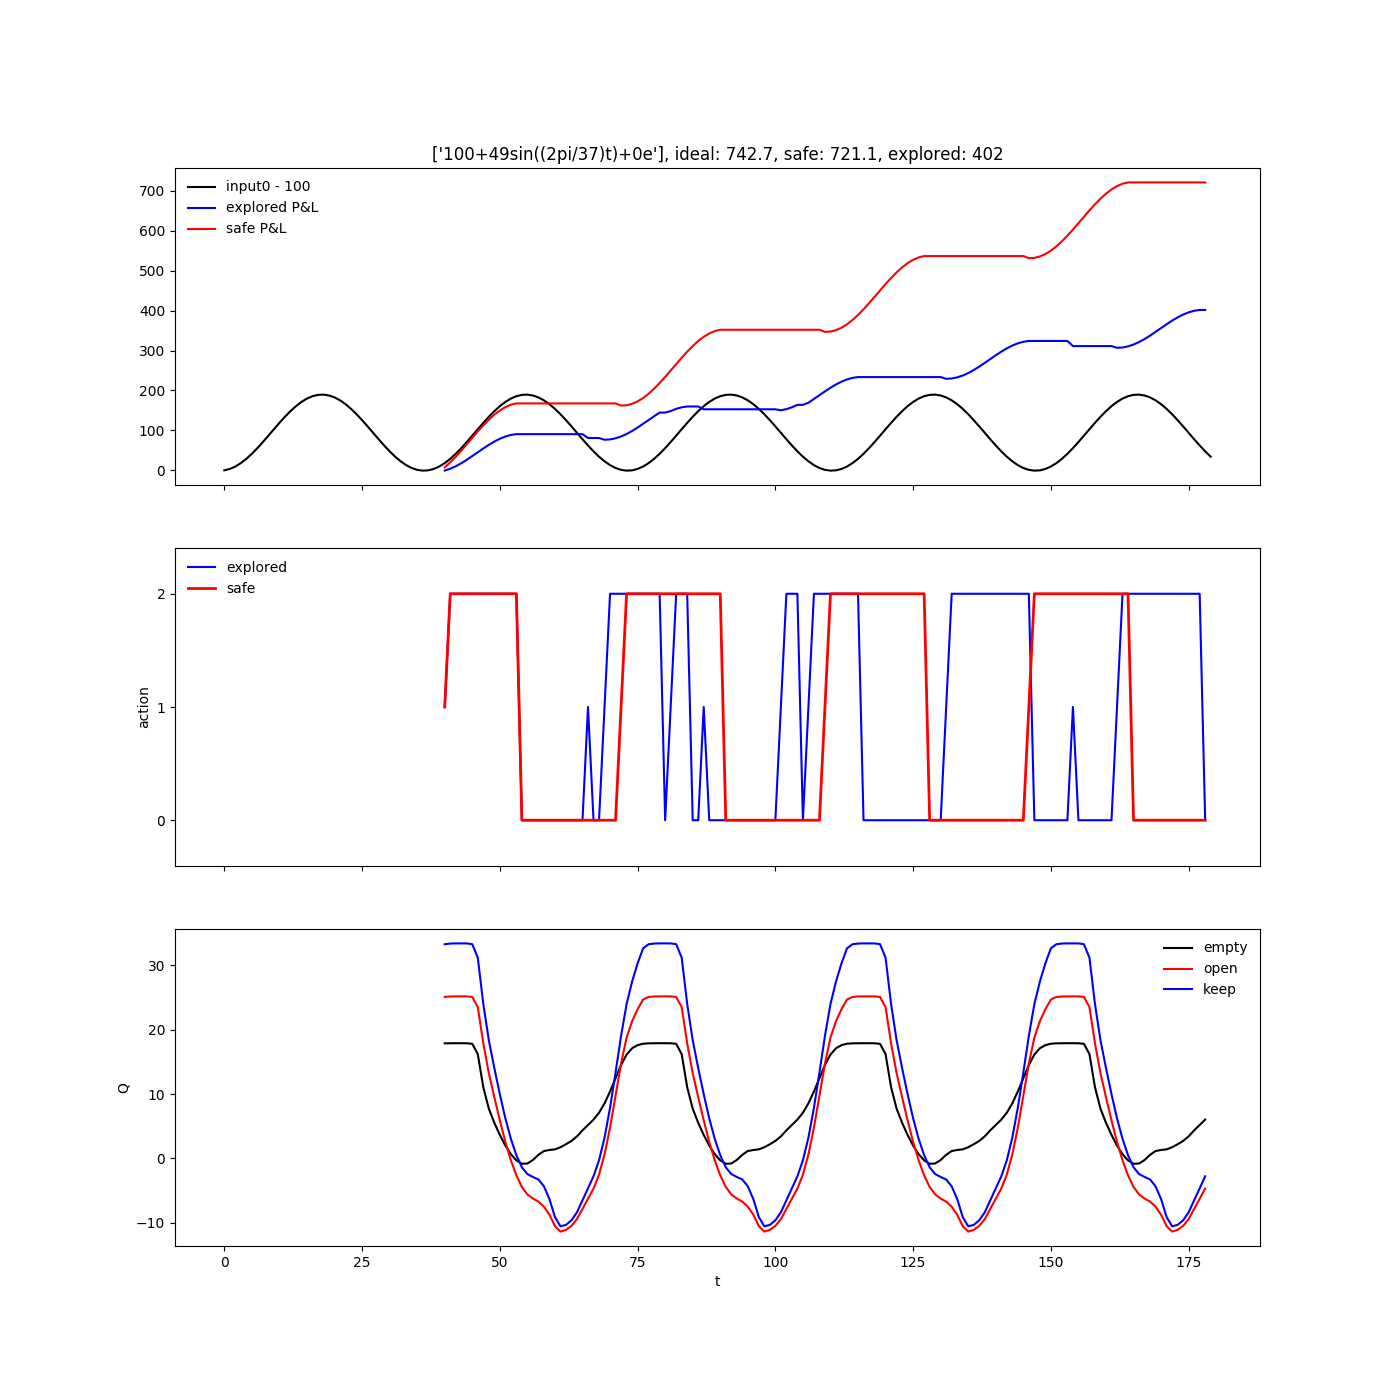 ['100+49sin((2pi/37)t)+0e'], ideal: 742.7, safe: 721.1, explored: 402
input0 - 100
explored P&L
safe P&L
700
600
500
400
300
200
100
0
explored
safe
2
1
0
action
empty
open
keep
30
20
10
0
−10
Q
0 25 50 75 100 125 150 175
t